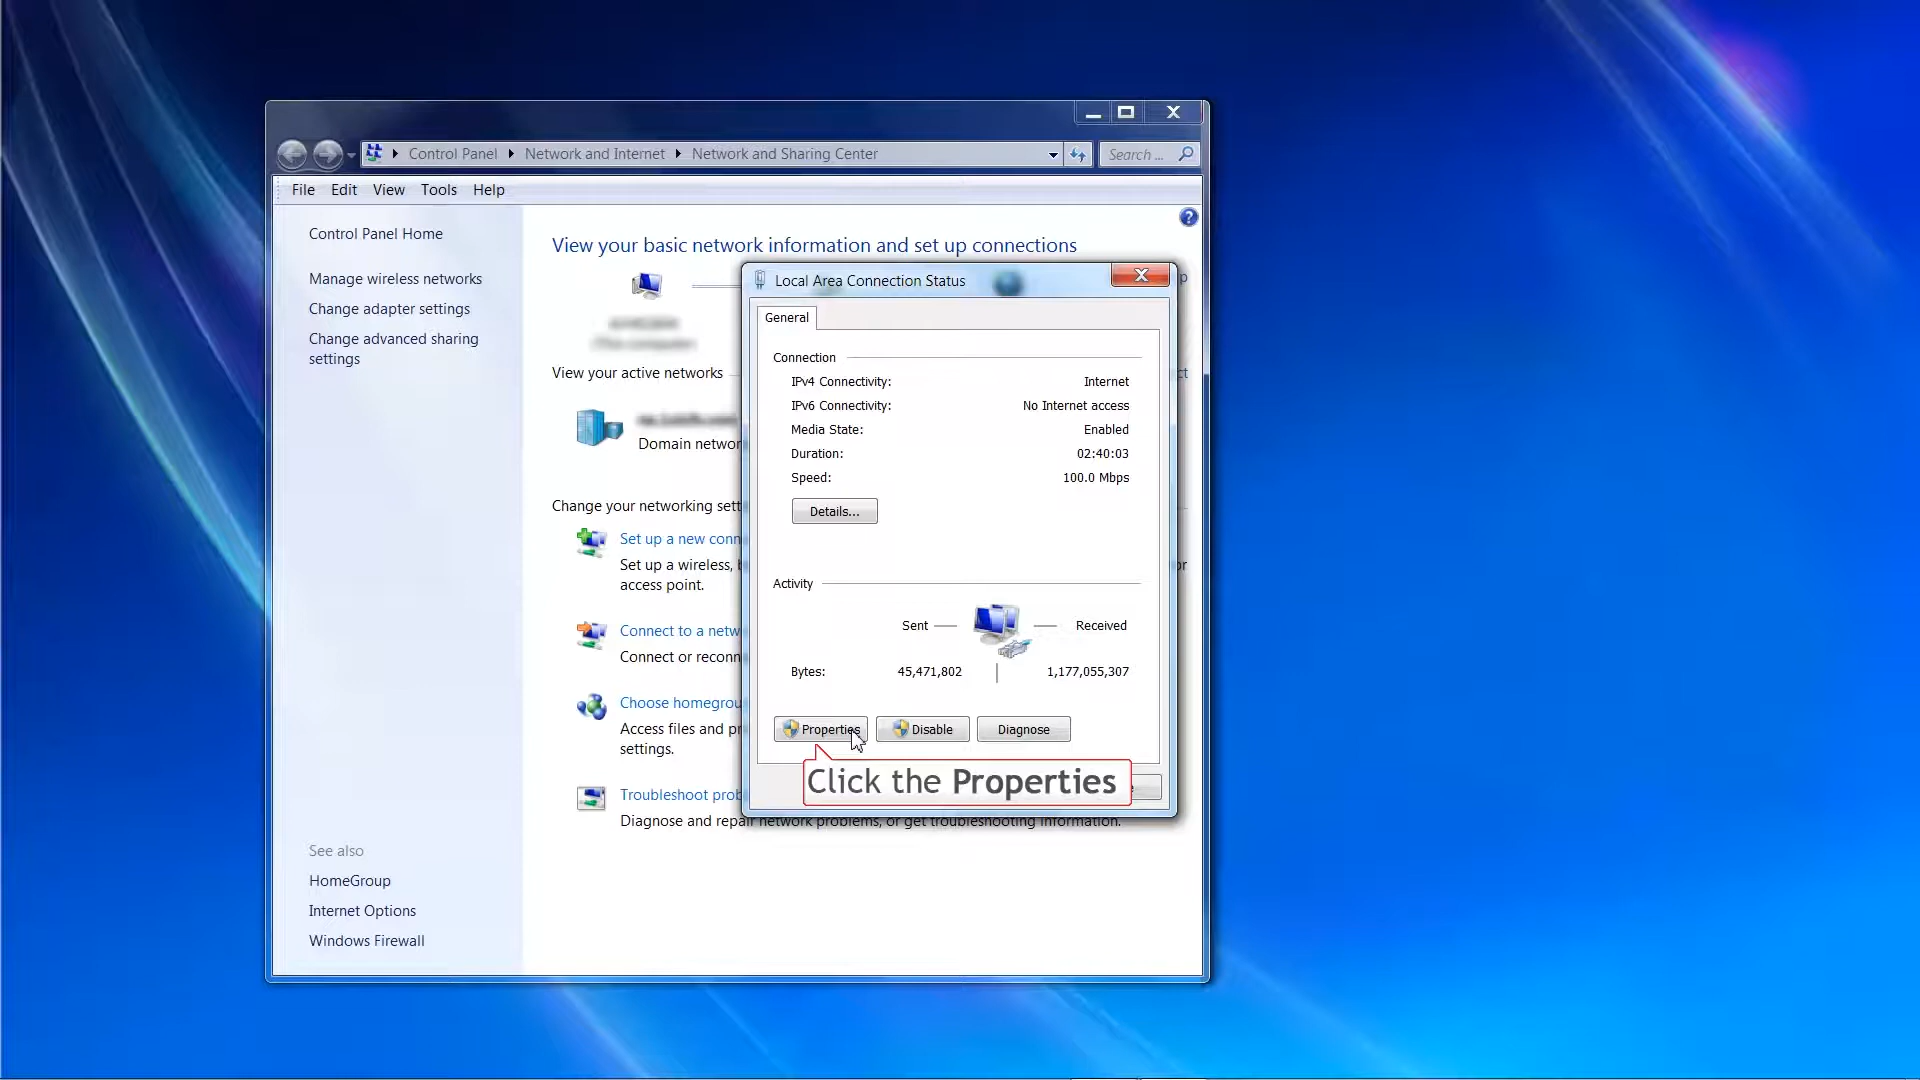 Control Panel Network and Internet Network and Sharing Center Search ...
File Edit View Tools Help
Control Panel Home
Manage wireless networks
Change adapter settings
Change advanced sharing
settings
See also
HomeGroup
Internet Options
Windows Firewall
View your basic network information and set up connections
View your active networks
Domain networ
Change your networking sett
Set up a new conn
Set up a wireless, b
access point.
Connect to a netw
Connect or reconn
Choose homegrou
Access files and pr
settings.
Troubleshoot prob
Diagnose and repair network problems, or get troubleshooting information.
Local Area Connection Status
General
Connection
IPv4 Connectivity: Internet
IPv6 Connectivity: No Internet access
Media State: Enabled
Duration: 02:40:03
Speed: 100.0 Mbps
Details...
Activity
Sent Received
Bytes: 45,471,802 1,177,055,307
Properties Disable Diagnose
Click the Properties